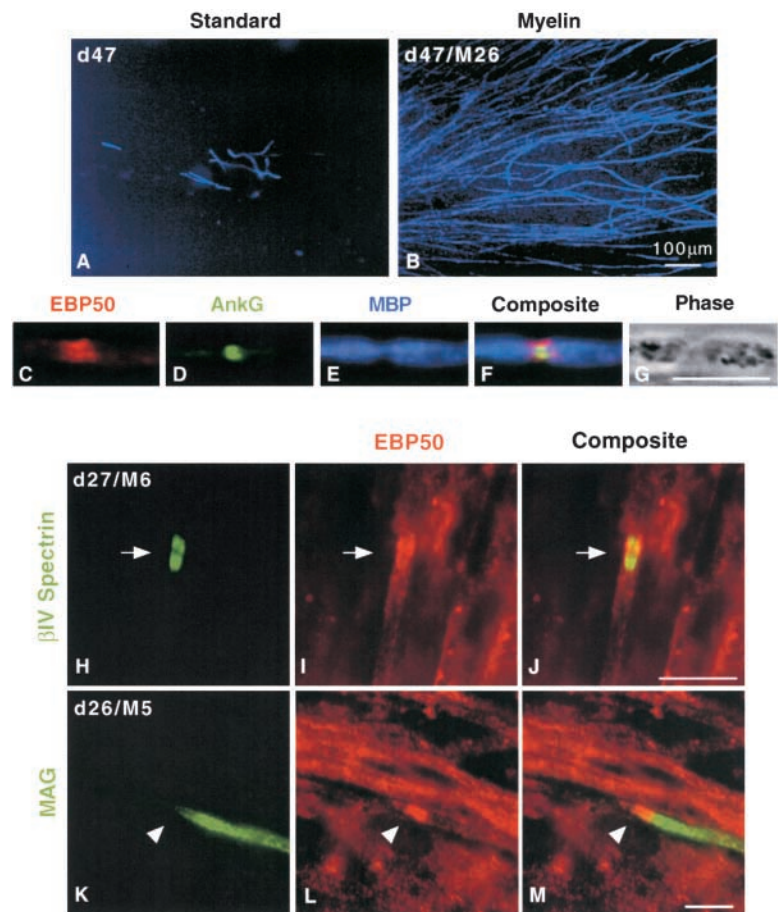 Standard Myelin
d47 d47/M26
A B 100μm
EBP50 AnkG MBP Composite Phase
C D E F G
EBP50 Composite
d27/M6
βIV Spectrin
H I J
d26/M5
MAG
K L M